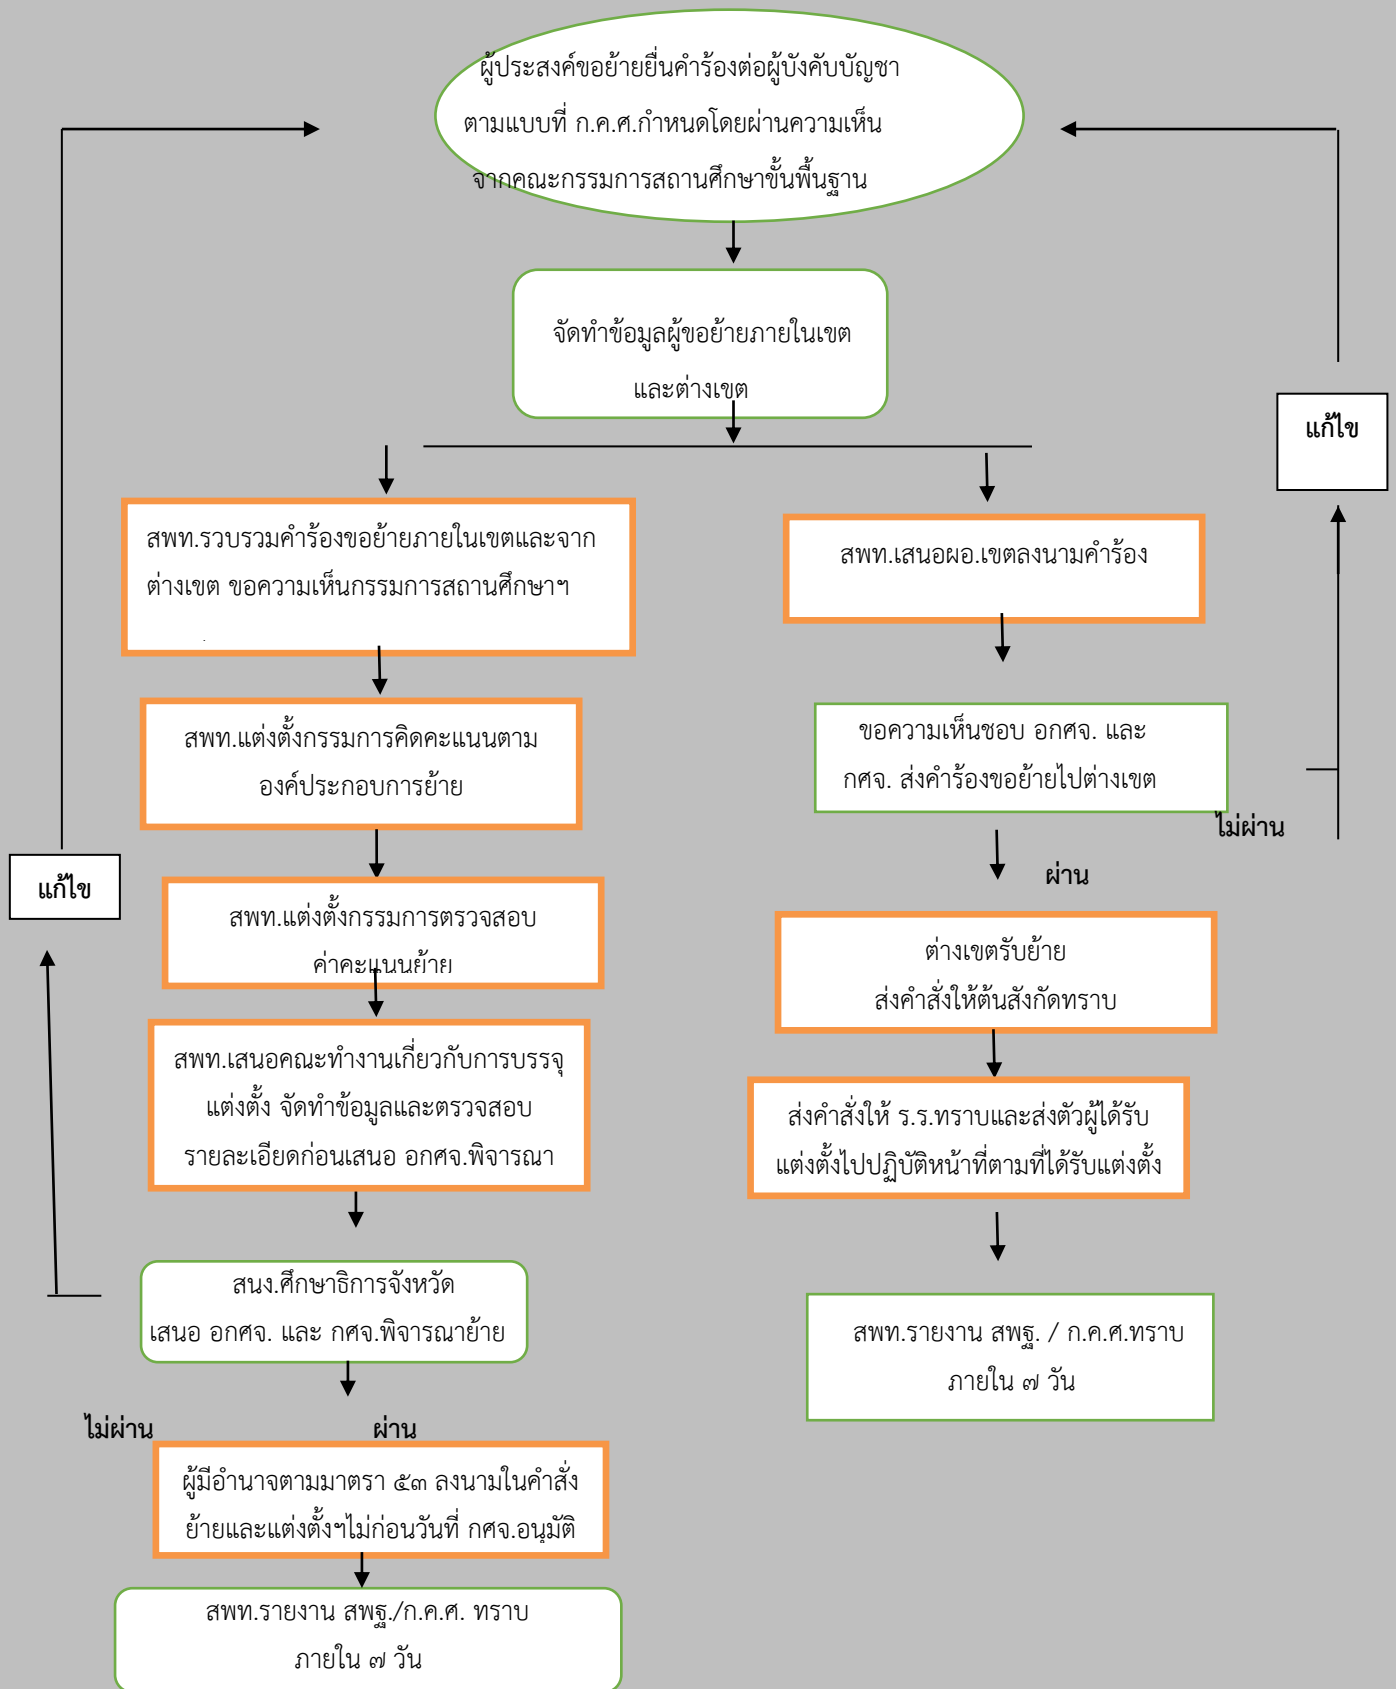 ผู้ประสงค์ขอย้ายยื่นคำร้องต่อผู้บังคับบัญชา
ตามแบบที่ ก.ค.ศ.กำหนดโดยผ่านความเห็น
จากคณะกรรมการสถานศึกษาขั้นพื้นฐาน
จัดทำข้อมูลผู้ขอย้ายภายในเขต
และต่างเขต
แก้ไข
สพท.รวบรวมคำร้องขอย้ายภายในเขตและจาก
ต่างเขต ขอความเห็นกรรมการสถานศึกษาฯ
สพท.แต่งตั้งกรรมการคิดคะแนนตาม
องค์ประกอบการย้าย
สพท.แต่งตั้งกรรมการตรวจสอบ
ค่าคะแนนย้าย
แก้ไข
สพท.เสนอคณะทำงานเกี่ยวกับการบรรจุ
แต่งตั้ง จัดทำข้อมูลและตรวจสอบ
รายละเอียดก่อนเสนอ อกศจ.พิจารณา
สนง.ศึกษาธิการจังหวัด
เสนอ อกศจ. และ กศจ.พิจารณาย้าย
ไม่ผ่าน
ผ่าน
ผู้มีอำนาจตามมาตรา ๕๓ ลงนามในคำสั่ง
ย้ายและแต่งตั้งฯไม่ก่อนวันที่ กศจ.อนุมัติ
สพท.รายงาน สพฐ./ก.ค.ศ. ทราบ
ภายใน ๗ วัน
สพท.เสนอผอ.เขตลงนามคำร้อง
ขอความเห็นชอบ อกศจ. และ
กศจ. ส่งคำร้องขอย้ายไปต่างเขต
ไม่ผ่าน
ผ่าน
ต่างเขตรับย้าย
ส่งคำสั่งให้ต้นสังกัดทราบ
ส่งคำสั่งให้ ร.ร.ทราบและส่งตัวผู้ได้รับ
แต่งตั้งไปปฏิบัติหน้าที่ตามที่ได้รับแต่งตั้ง
สพท.รายงาน สพฐ. / ก.ค.ศ.ทราบ
ภายใน ๗ วัน